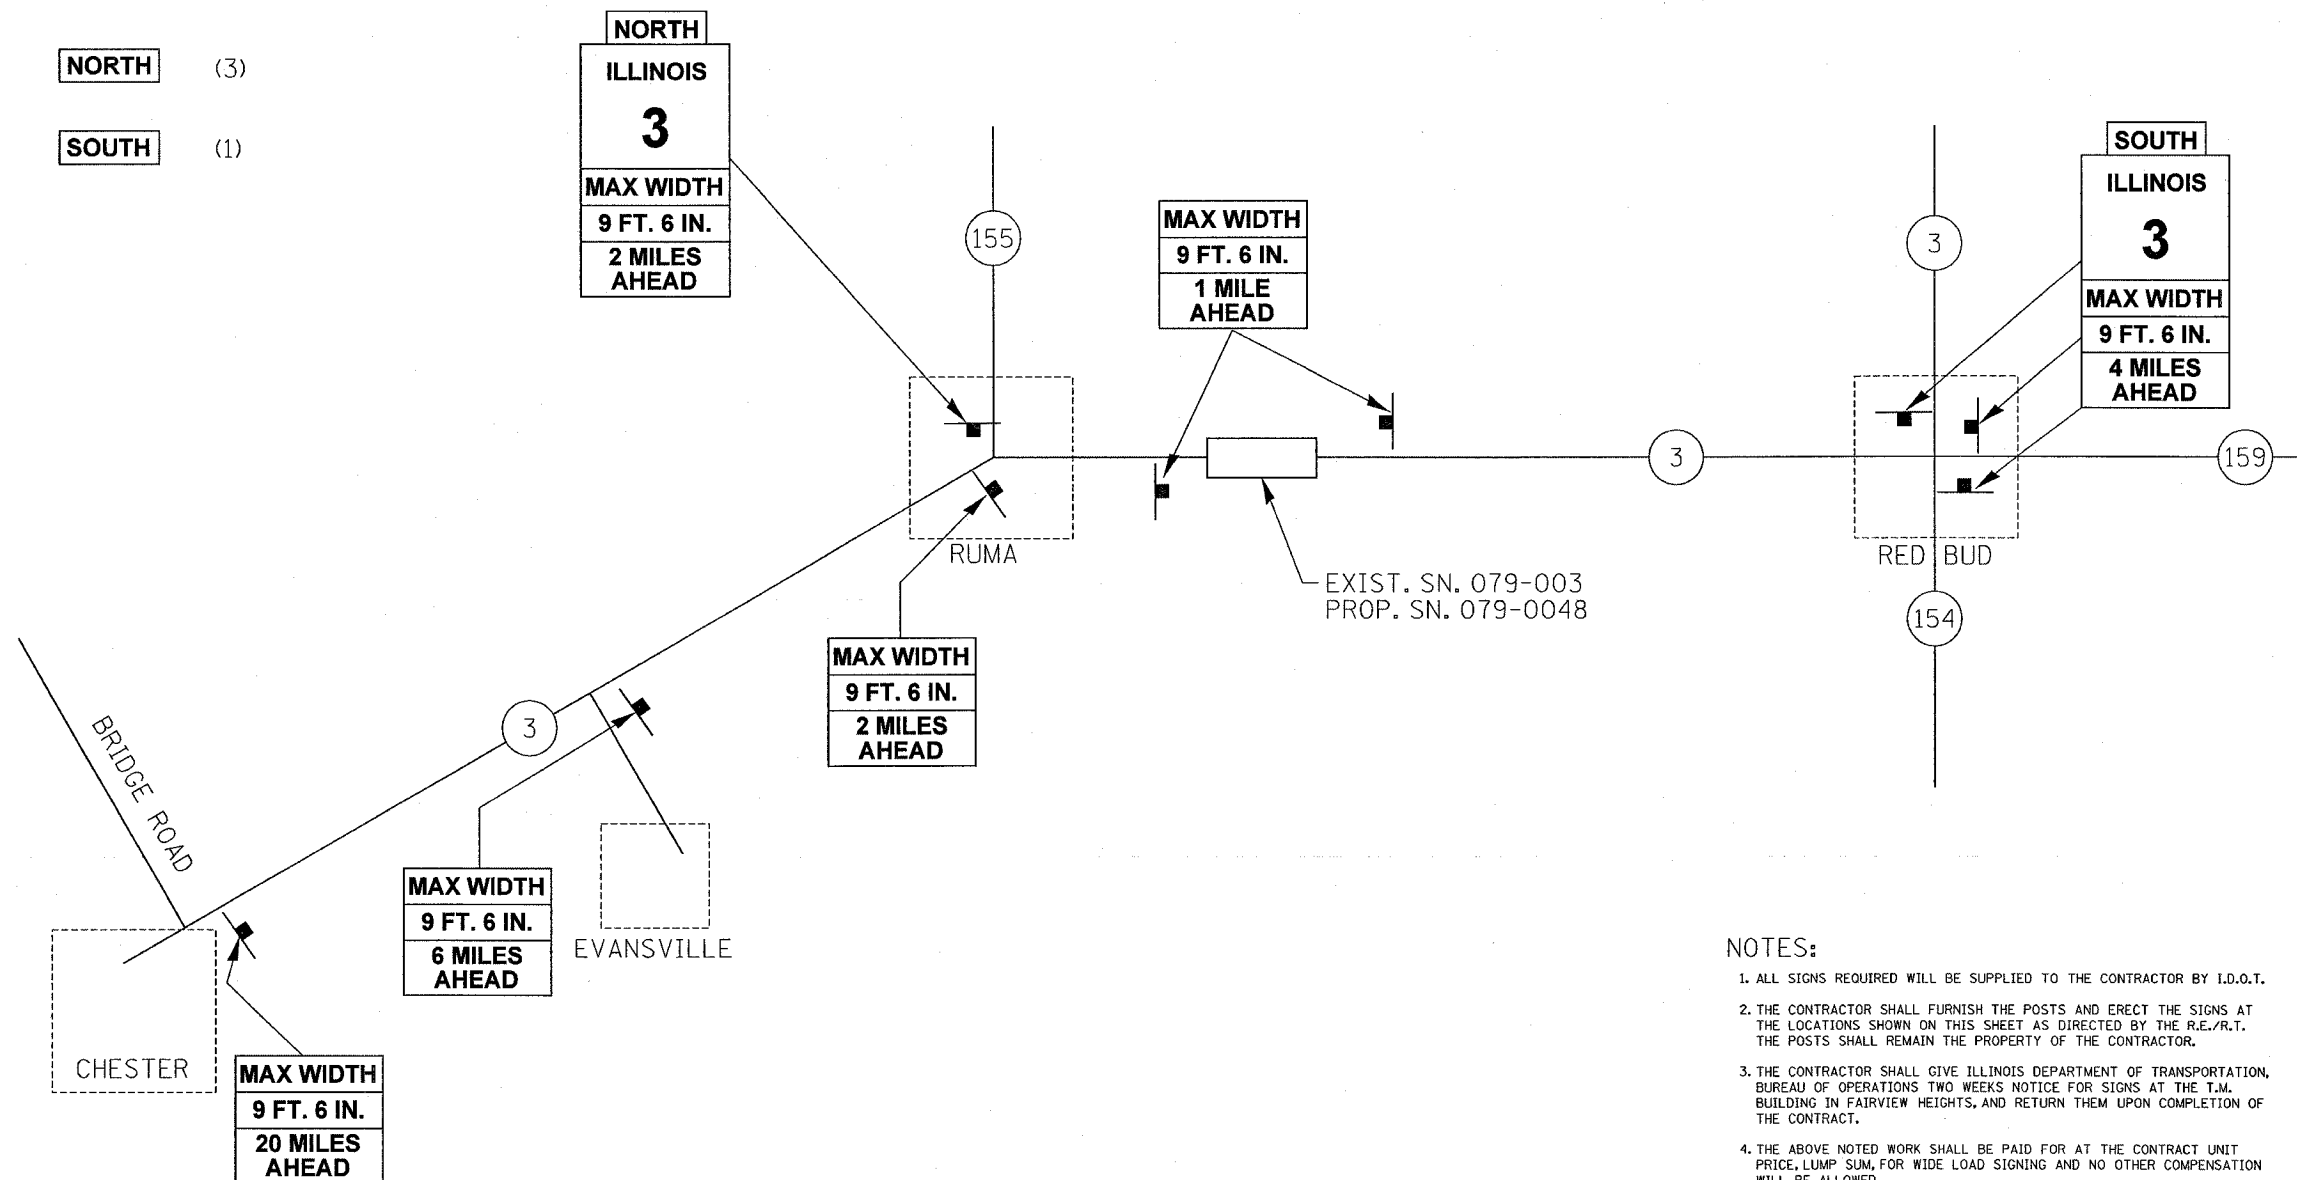 NORTH (3)
SOUTH (1)
NORTH
ILLINOIS
3
MAX WIDTH
9 FT. 6 IN.
2 MILES
AHEAD
155
MAX WIDTH
9 FT. 6 IN.
1 MILE
AHEAD
3
SOUTH
ILLINOIS
3
MAX WIDTH
9 FT. 6 IN.
4 MILES
AHEAD
3
159
RUMA
RED BUD
EXIST. SN. 079-003
PROP. SN. 079-0048
154
MAX WIDTH
9 FT. 6 IN.
2 MILES
AHEAD
3
BRIDGE ROAD
MAX WIDTH
9 FT. 6 IN.
6 MILES
AHEAD
EVANSVILLE
CHESTER
MAX WIDTH
9 FT. 6 IN.
20 MILES
AHEAD
NOTES:
1. ALL SIGNS REQUIRED WILL BE SUPPLIED TO THE CONTRACTOR BY I.D.O.T.
2. THE CONTRACTOR SHALL FURNISH THE POSTS AND ERECT THE SIGNS AT
THE LOCATIONS SHOWN ON THIS SHEET AS DIRECTED BY THE R.E./R.T.
THE POSTS SHALL REMAIN THE PROPERTY OF THE CONTRACTOR.
3. THE CONTRACTOR SHALL GIVE ILLINOIS DEPARTMENT OF TRANSPORTATION,
BUREAU OF OPERATIONS TWO WEEKS NOTICE FOR SIGNS AT THE T.M.
BUILDING IN FAIRVIEW HEIGHTS, AND RETURN THEM UPON COMPLETION OF
THE CONTRACT.
4. THE ABOVE NOTED WORK SHALL BE PAID FOR AT THE CONTRACT UNIT
PRICE, LUMP SUM, FOR WIDE LOAD SIGNING AND NO OTHER COMPENSATION
WILL BE ALLOWED